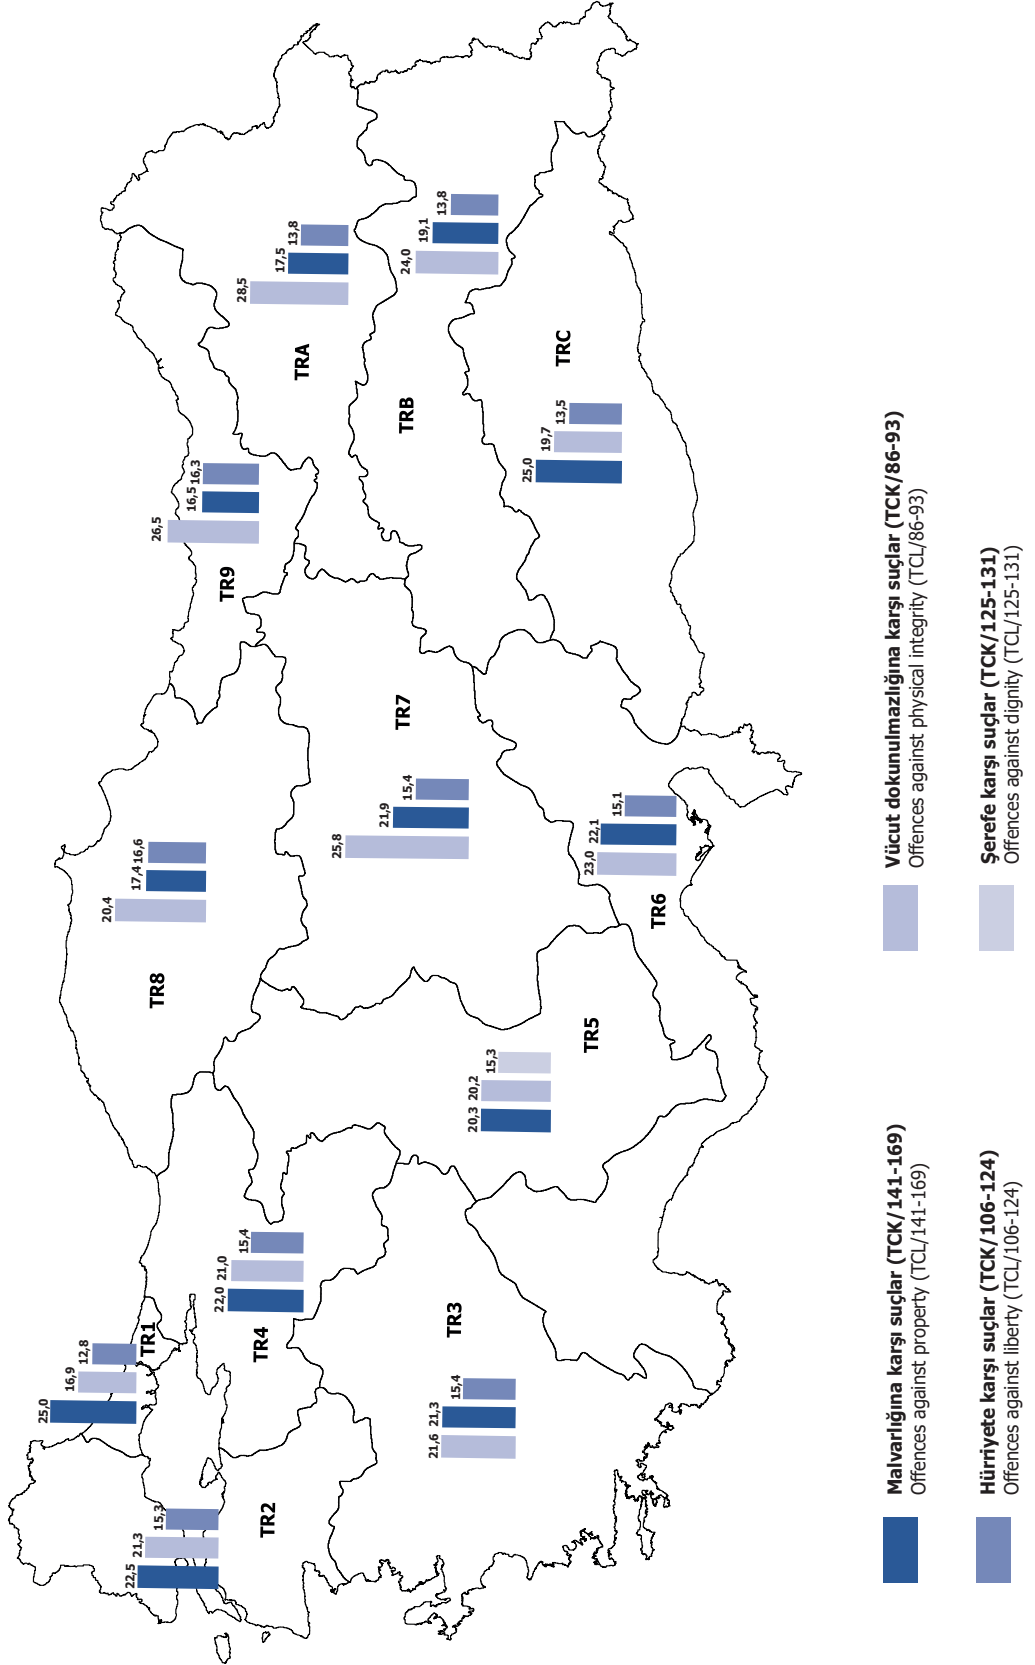 25,0
16,9
12,8
TR1
22,5
21,3
15,3
TR2
22,0
21,0
15,4
TR4
21,6
21,3
15,4
TR3
20,3
20,2
15,3
TR5
20,4
17,4
16,6
TR8
25,8
21,9
15,4
TR7
23,0
22,1
15,1
TR6
26,5
16,5
16,3
TR9
28,5
17,5
13,8
TRA
24,0
19,1
13,8
TRB
25,0
19,7
13,5
TRC
Malvarlığına karşı suçlar (TCK/141-169)
Offences against property (TCL/141-169)
Vücut dokunulmazlığına karşı suçlar (TCK/86-93)
Offences against physical integrity (TCL/86-93)
Hürriyete karşı suçlar (TCK/106-124)
Offences against liberty (TCL/106-124)
Şerefe karşı suçlar (TCK/125-131)
Offences against dignity (TCL/125-131)